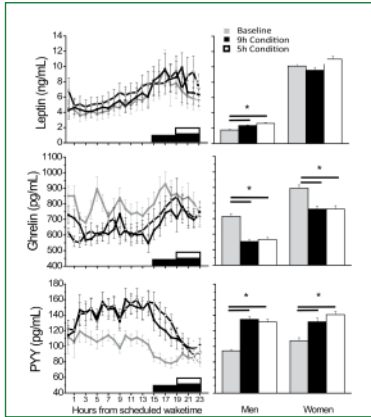 Baseline
9h Condition
5h Condition
Leptin (ng/mL)
14
12
10
8
6
4
2
0
*
Ghrelin (pg/mL)
1100
1000
900
800
700
600
500
400
*
*
PYY (pg/mL)
160
140
120
100
80
60
40
*
*
1 3 5 7 9 11 13 15 17 19 21 23
Hours from scheduled waketime
Men
Women